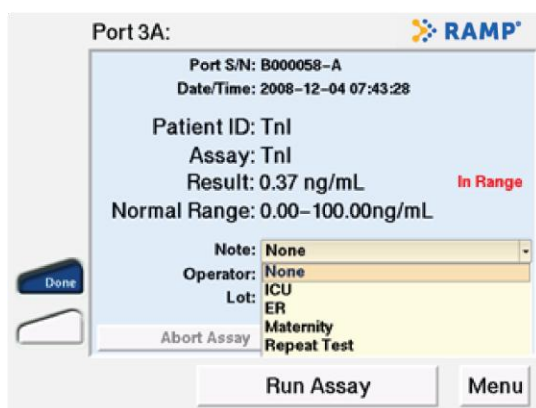 Port 3A:
RAMP®
Port S/N: B000058-A
Date/Time: 2008-12-04 07:43:28
Patient ID: TnI
Assay: TnI
Result: 0.37 ng/mL In Range
Normal Range: 0.00-100.00ng/mL
Note: None
Operator: None
Lot: ICU
ER
Maternity
Abort Assay Repeat Test
Done
Run Assay Menu